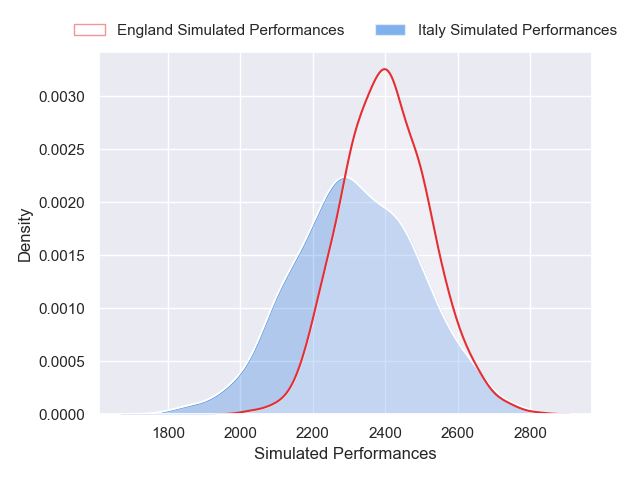 England Simulated Performances
Italy Simulated Performances
0.0030
0.0025
0.0020
0.0015
0.0010
0.0005
0.0000
Density
1800 2000 2200 2400 2600 2800
Simulated Performances